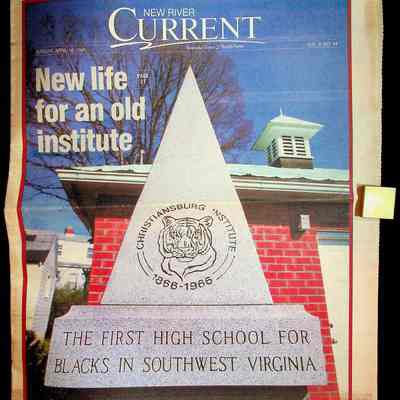 NEW RIVER
CURRENT
New life
for an old
institute
PAGE
CHRISTIANSBURG INSTITUTE
1866-1966
THE FIRST HIGH SCHOOL FOR
BLACKS IN SOUTHWEST VIRGINIA